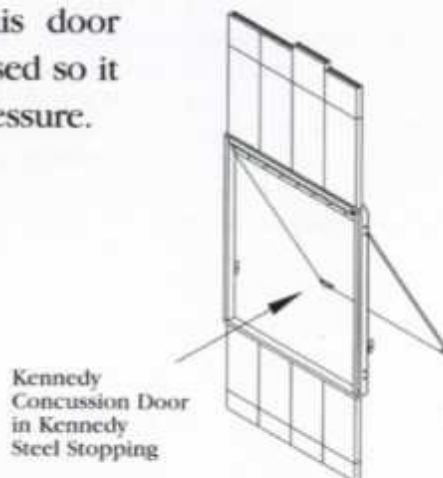 is door
sed so it
essure.
Kennedy
Concussion Door
in Kennedy
Steel Stopping